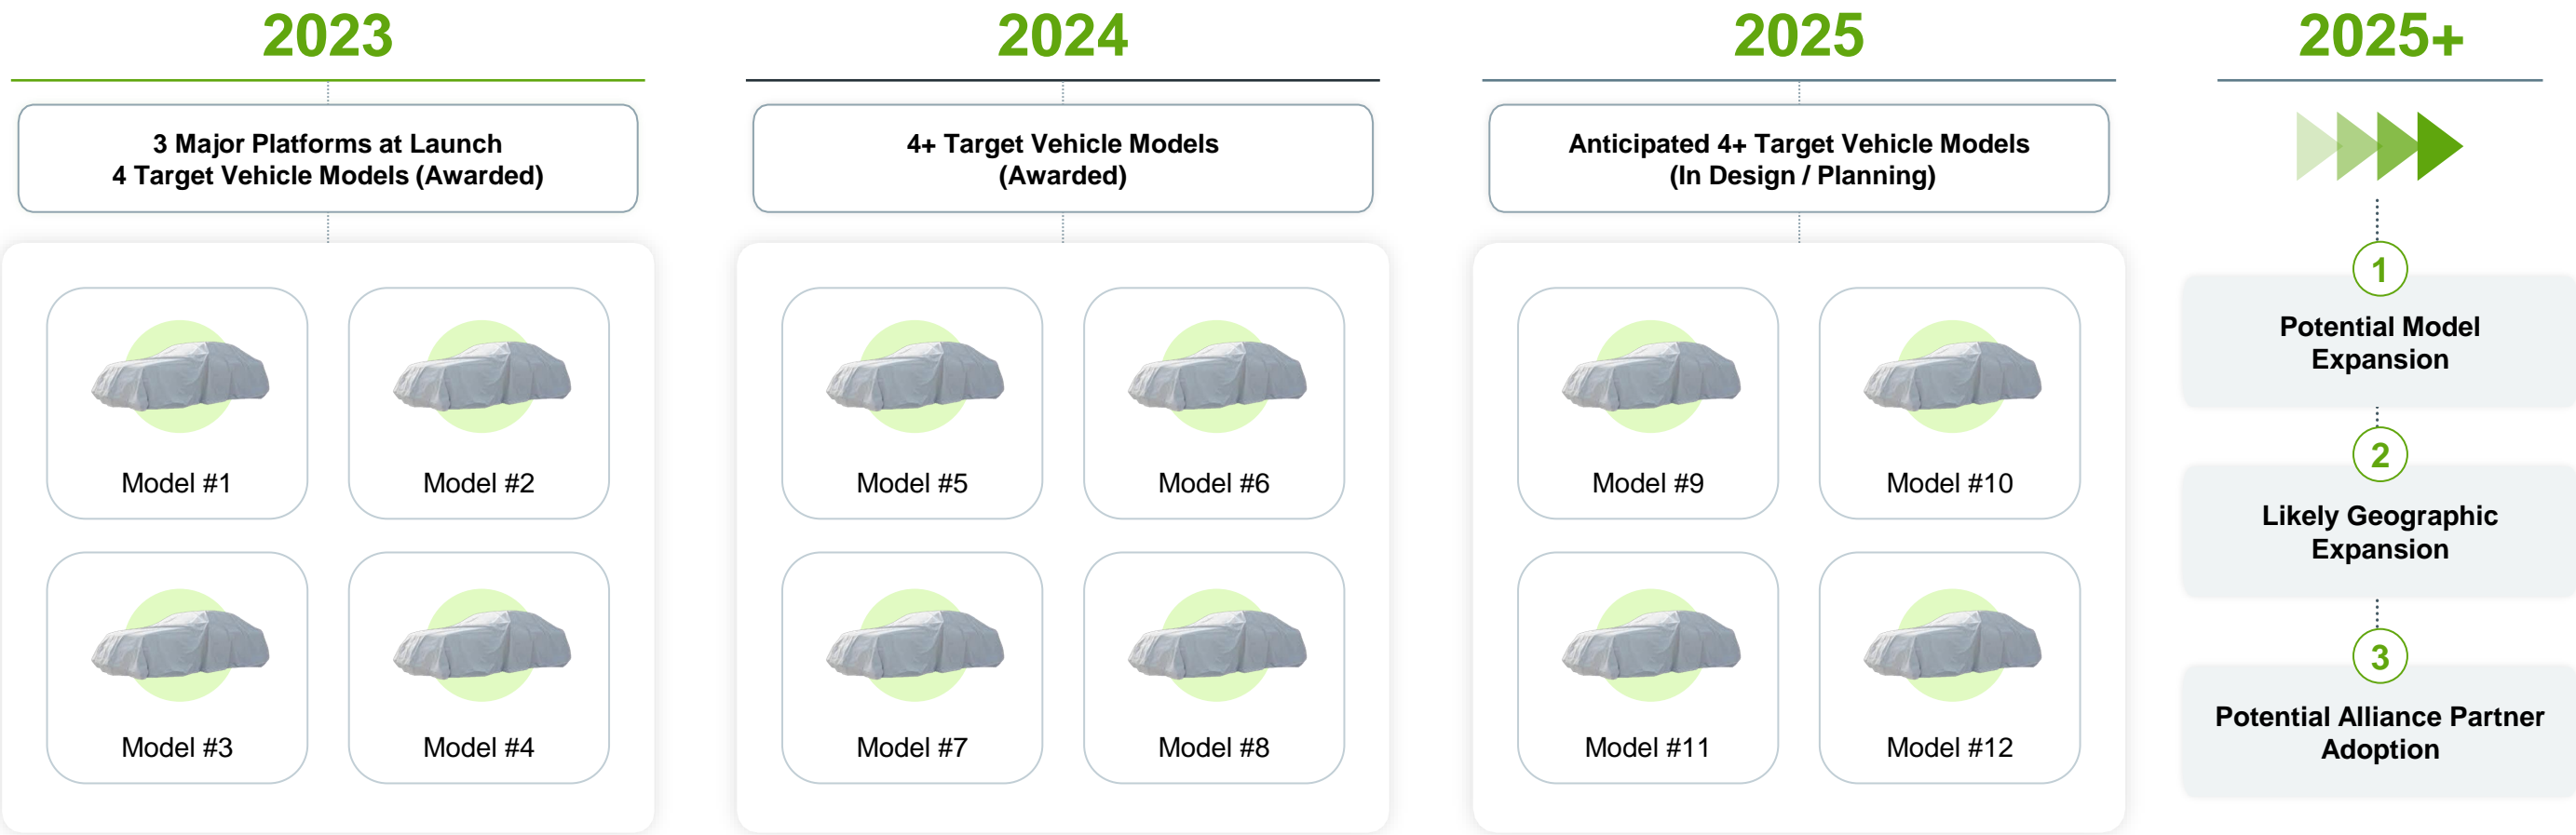 2023
3 Major Platforms at Launch
4 Target Vehicle Models (Awarded)
Model #1
Model #2
Model #3
Model #4
2024
4+ Target Vehicle Models
(Awarded)
Model #5
Model #6
Model #7
Model #8
2025
Anticipated 4+ Target Vehicle Models
(In Design / Planning)
Model #9
Model #10
Model #11
Model #12
2025+
1
Potential Model
Expansion
2
Likely Geographic
Expansion
3
Potential Alliance Partner
Adoption